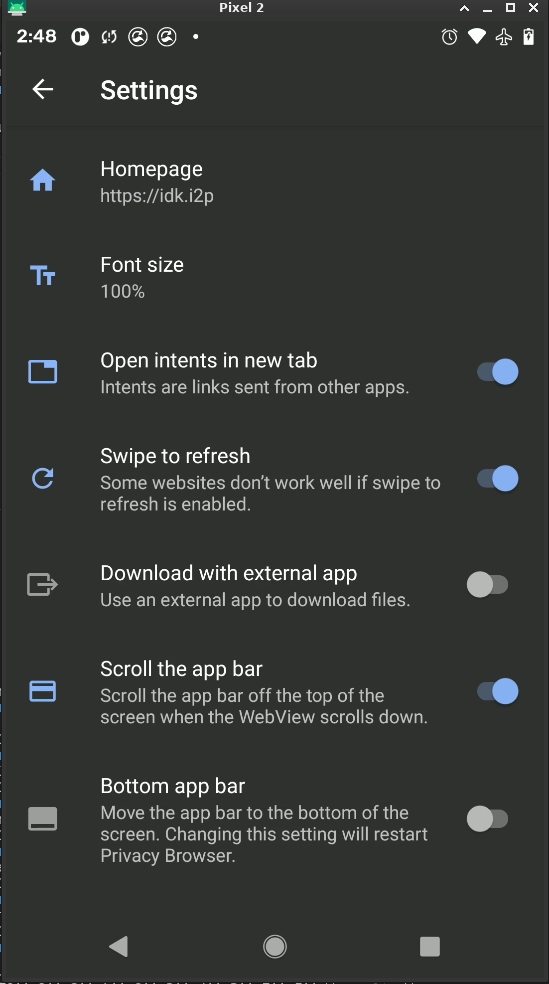 Pixel 2
2:48
Settings
Homepage
https://idk.i2p
Font size
100%
Open intents in new tab
Intents are links sent from other apps.
Swipe to refresh
Some websites don't work well if swipe to
refresh is enabled.
Download with external app
Use an external app to download files.
Scroll the app bar
Scroll the app bar off the top of the
screen when the WebView scrolls down.
Bottom app bar
Move the app bar to the bottom of the
screen. Changing this setting will restart
Privacy Browser.